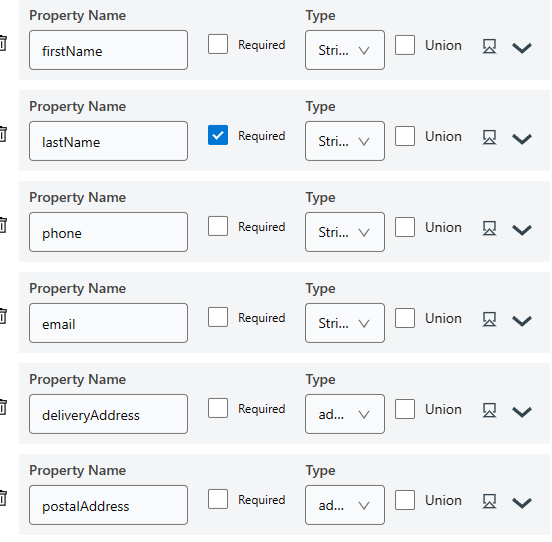 Property Name Type
firstName Required Stri... Union
Property Name Type
lastName Required Stri... Union
Property Name Type
phone Required Stri... Union
Property Name Type
email Required Stri... Union
Property Name Type
deliveryAddress Required ad... Union
Property Name Type
postalAddress Required ad... Union